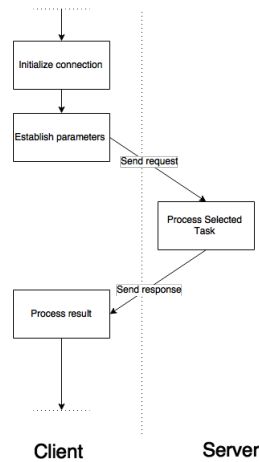 Initialize connection
Establish parameters
Send request
Process Selected
Task
Send response
Process result
Client
Server